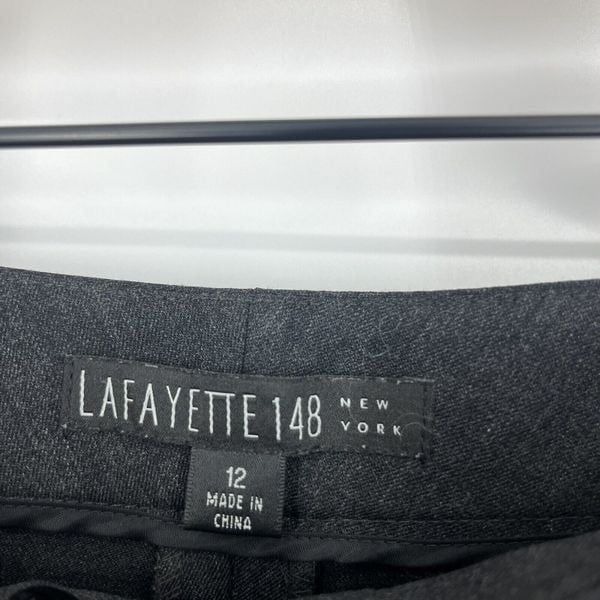 LAFAYETTE 148 NEW YORK
12
MADE IN
CHINA